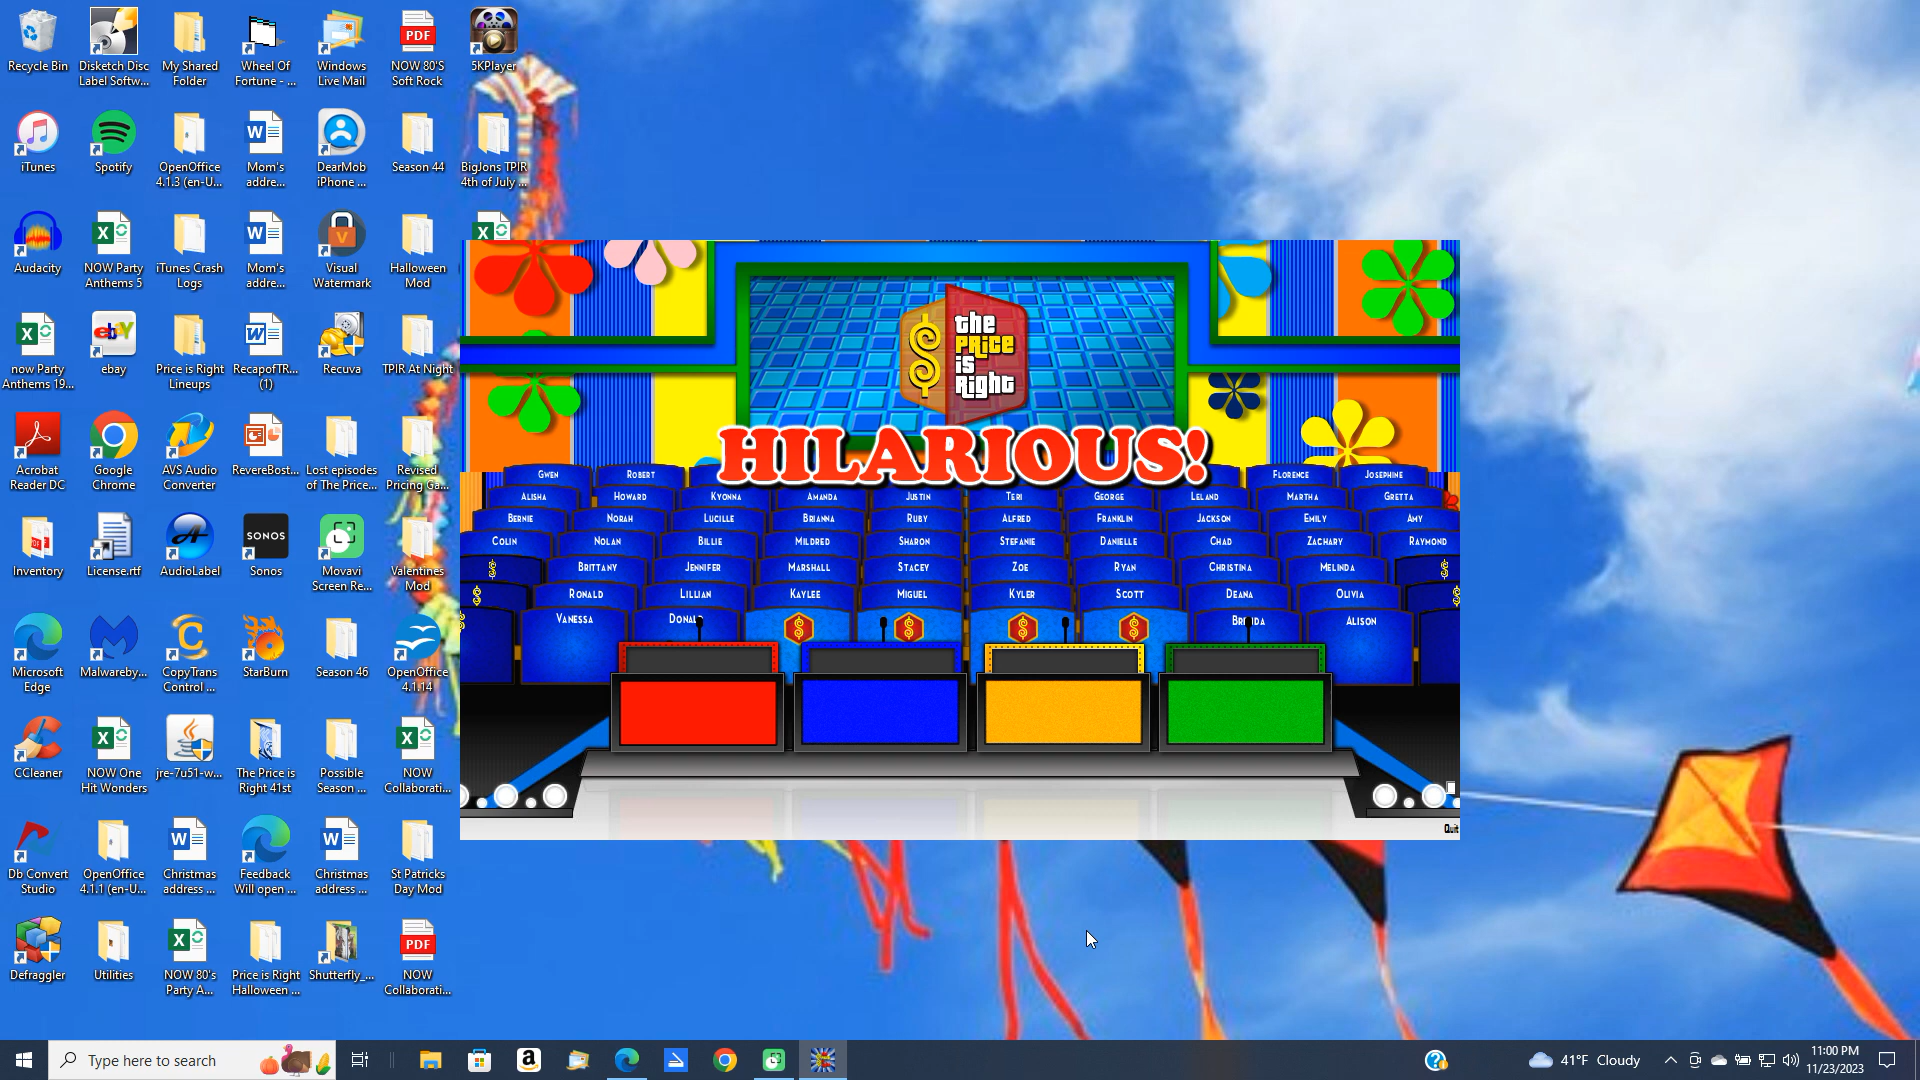 Recycle Bin
Disketch Disc
Label Softw...
My Shared
Folder
Wheel Of
Fortune - ...
Windows
Live Mail
PDF
NOW 80'S
Soft Rock
5KPlayer
iTunes
Spotify
OpenOffice
4.1.3 (en-U...
Mom's
addre...
DearMob
iPhone ...
Season 44
BigJons TPIR
4th of July ...
Audacity
NOW Party
Anthems 5
iTunes Crash
Logs
Mom's
addre...
Visual
Watermark
Halloween
Mod
now Party
Anthems 19...
ebay
Price is Right
Lineups
RecapofTR...
(1)
Recuva
TPIR At Night
Acrobat
Reader DC
Google
Chrome
AVS Audio
Converter
RevereBost...
Lost episodes
of The Price...
Revised
Pricing Ga...
Inventory
License.rtf
AudioLabel
SONOS
Sonos
Movavi
Screen Re...
Valentines
Mod
Microsoft
Edge
Malwareby...
CopyTrans
Control ...
StarBurn
Season 46
OpenOffice
4.1.14
CCleaner
NOW One
Hit Wonders
jre-7u51-w...
The Price is
Right 41st
Possible
Season ...
NOW
Collaborati...
Db Convert
Studio
OpenOffice
4.1.1 (en-U...
Christmas
address ...
Feedback
Will open ...
Christmas
address ...
St Patricks
Day Mod
Defraggler
Utilities
NOW 80's
Party A...
Price is Right
Halloween ...
Shutterfly_...
PDF
NOW
Collaborati...
the
PRice
is
Right
HILARIOUS!
GWEN ROBERT FLORENCE JOSEPHINE
ALISHA HOWARD KYONNA AMANDA JUSTIN TERI GEORGE LELAND MARTHA GRETTA
BERNIE NORAH LUCILLE BRIANNA RUBY ALFRED FRANKLIN JACKSON EMILY AMY
COLIN NOLAN BILLIE MILDRED SHARON STEFANIE DANIELLE CHAD ZACHARY RAYMOND
BRITTANY JENNIFER MARSHALL STACEY ZOE RYAN CHRISTINA MELINDA
RONALD LILLIAN KAYLEE MIGUEL KYLER SCOTT DEANA OLIVIA
VANESSA DONALD BRENDA ALISON
Quit
Type here to search
41°F Cloudy
11:00 PM
11/23/2023